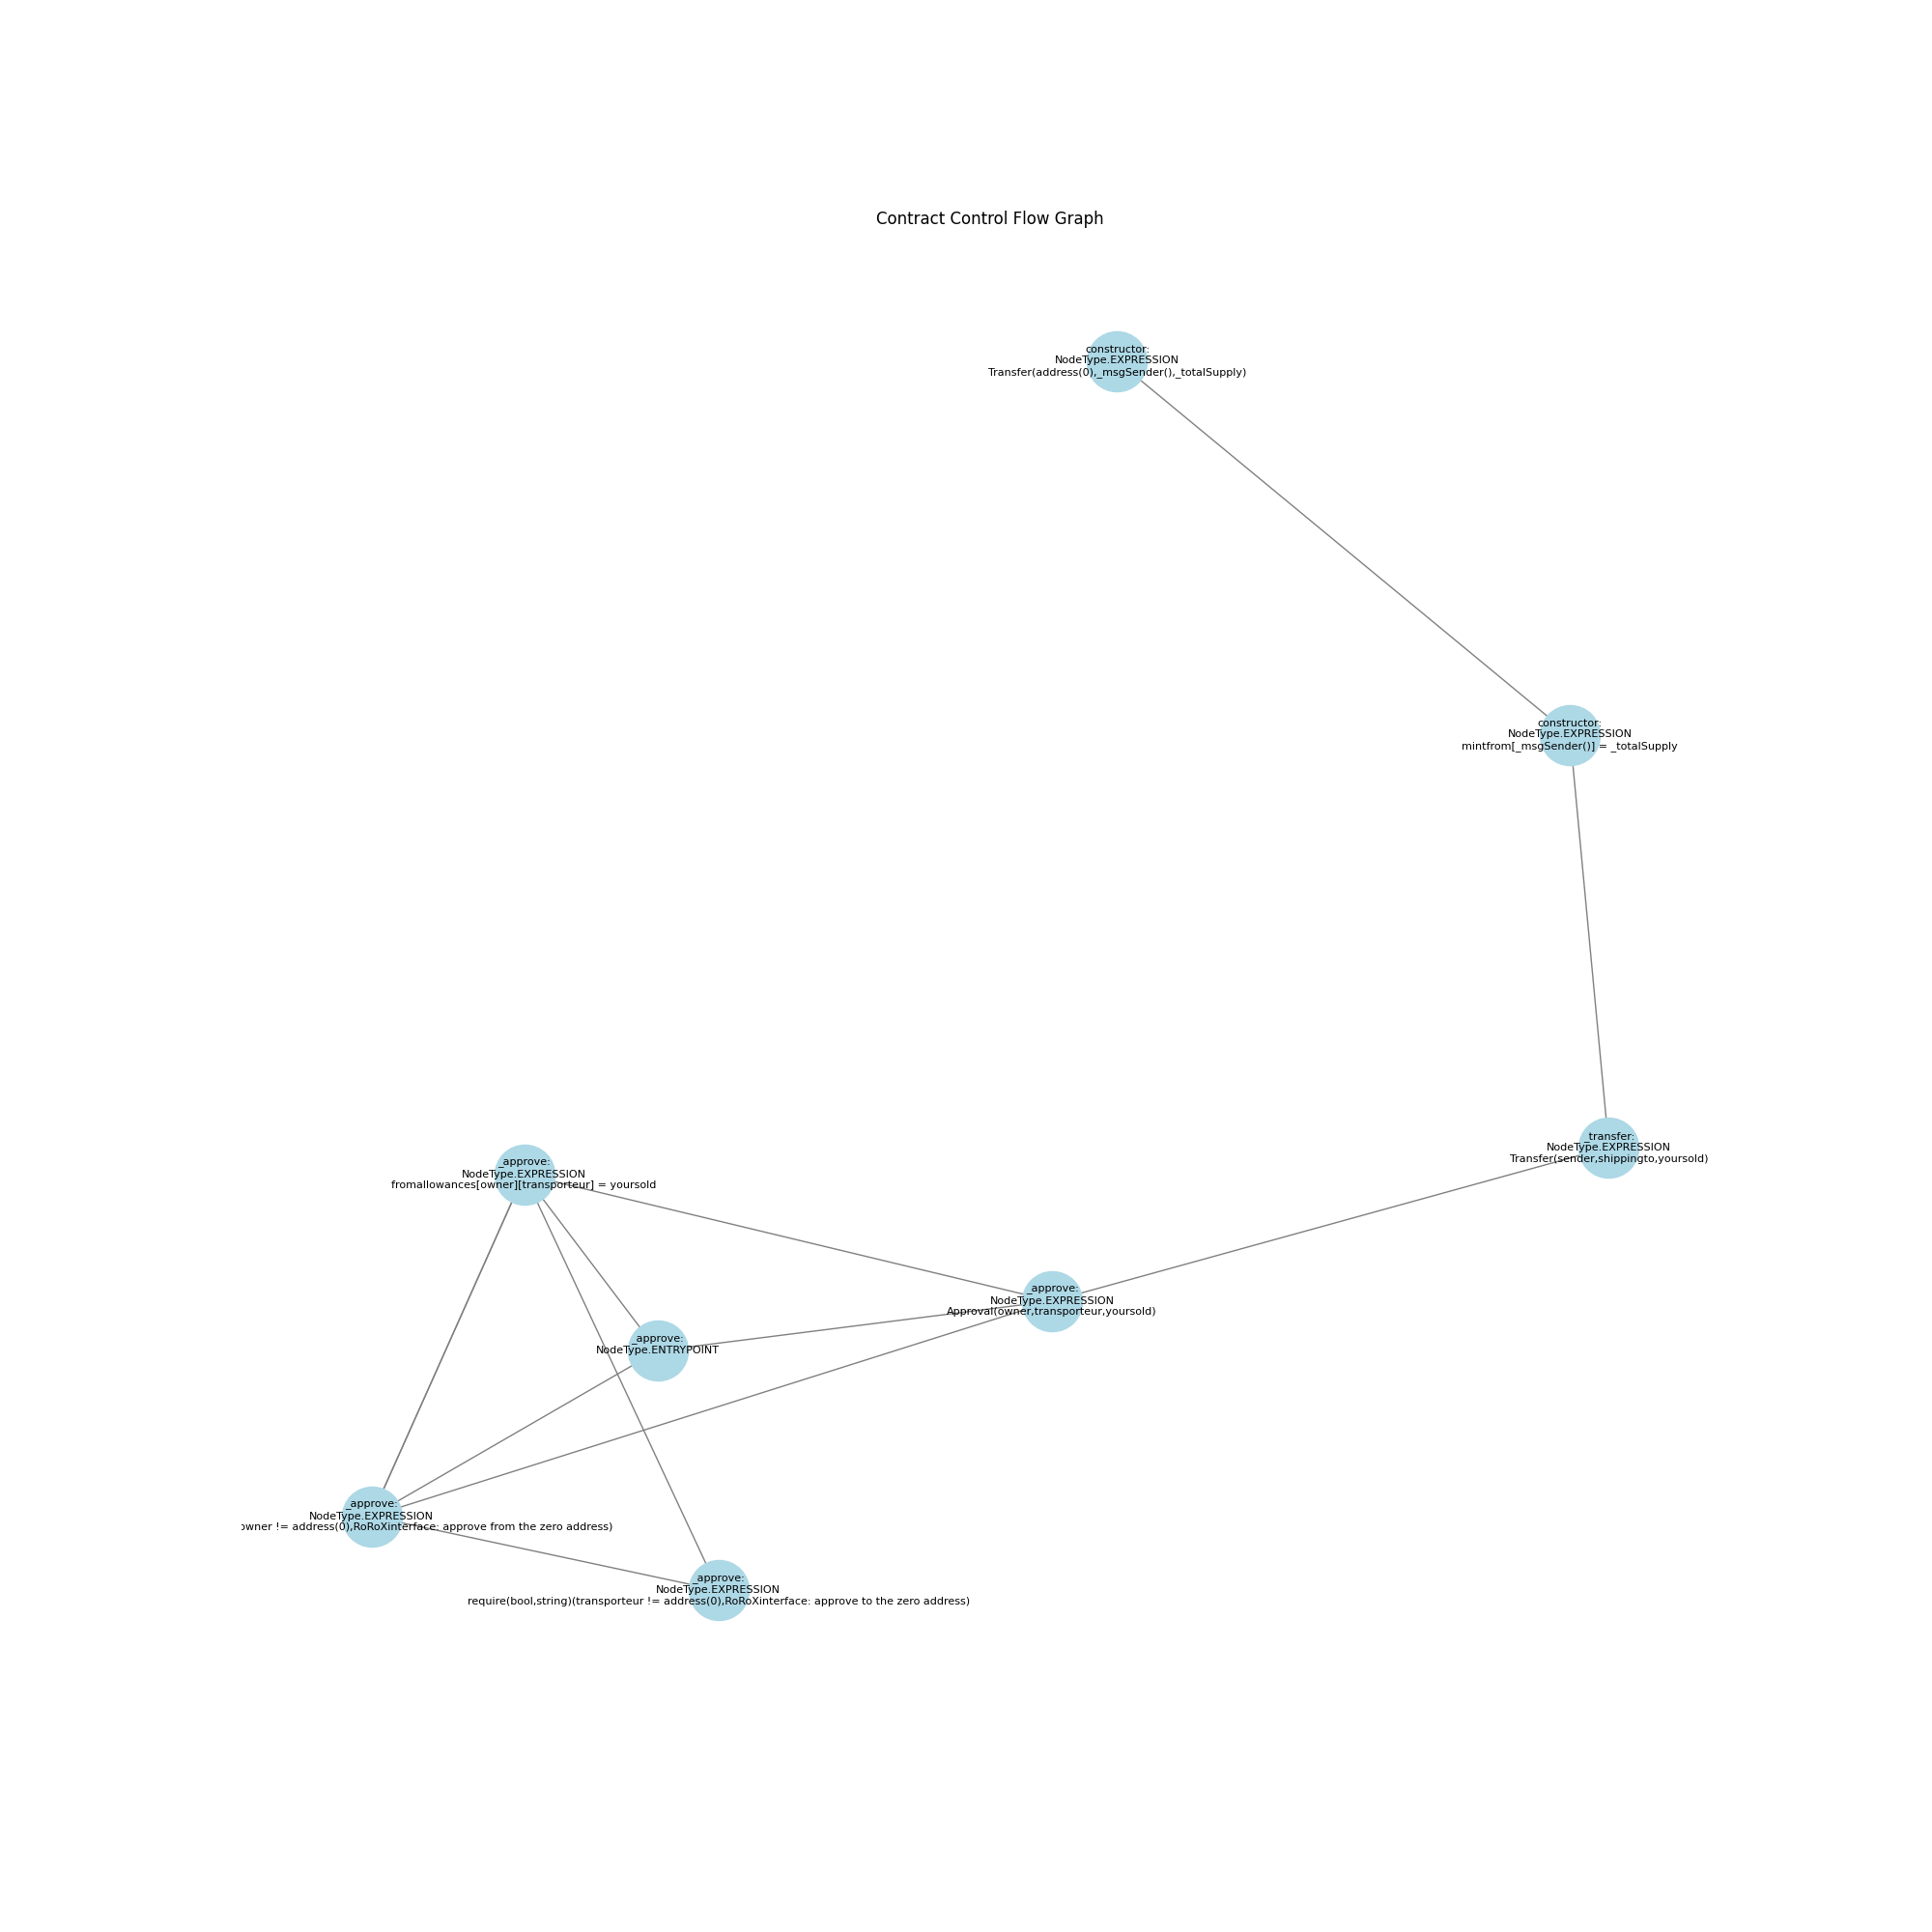 Contract Control Flow Graph
constructor:
NodeType.EXPRESSION
Transfer(address(0),_msgSender(),_totalSupply)
constructor:
NodeType.EXPRESSION
mintfrom[_msgSender()] = _totalSupply
_transfer:
NodeType.EXPRESSION
Transfer(sender,shippingto,yoursold)
_approve:
NodeType.EXPRESSION
fromallowances[owner][transporteur] = yoursold
_approve:
NodeType.EXPRESSION
Approval(owner,transporteur,yoursold)
_approve:
NodeType.ENTRYPOINT
_approve:
NodeType.EXPRESSION
owner != address(0),RoRoXinterface: approve from the zero address)
_approve:
NodeType.EXPRESSION
require(bool,string)(transporteur != address(0),RoRoXinterface: approve to the zero address)